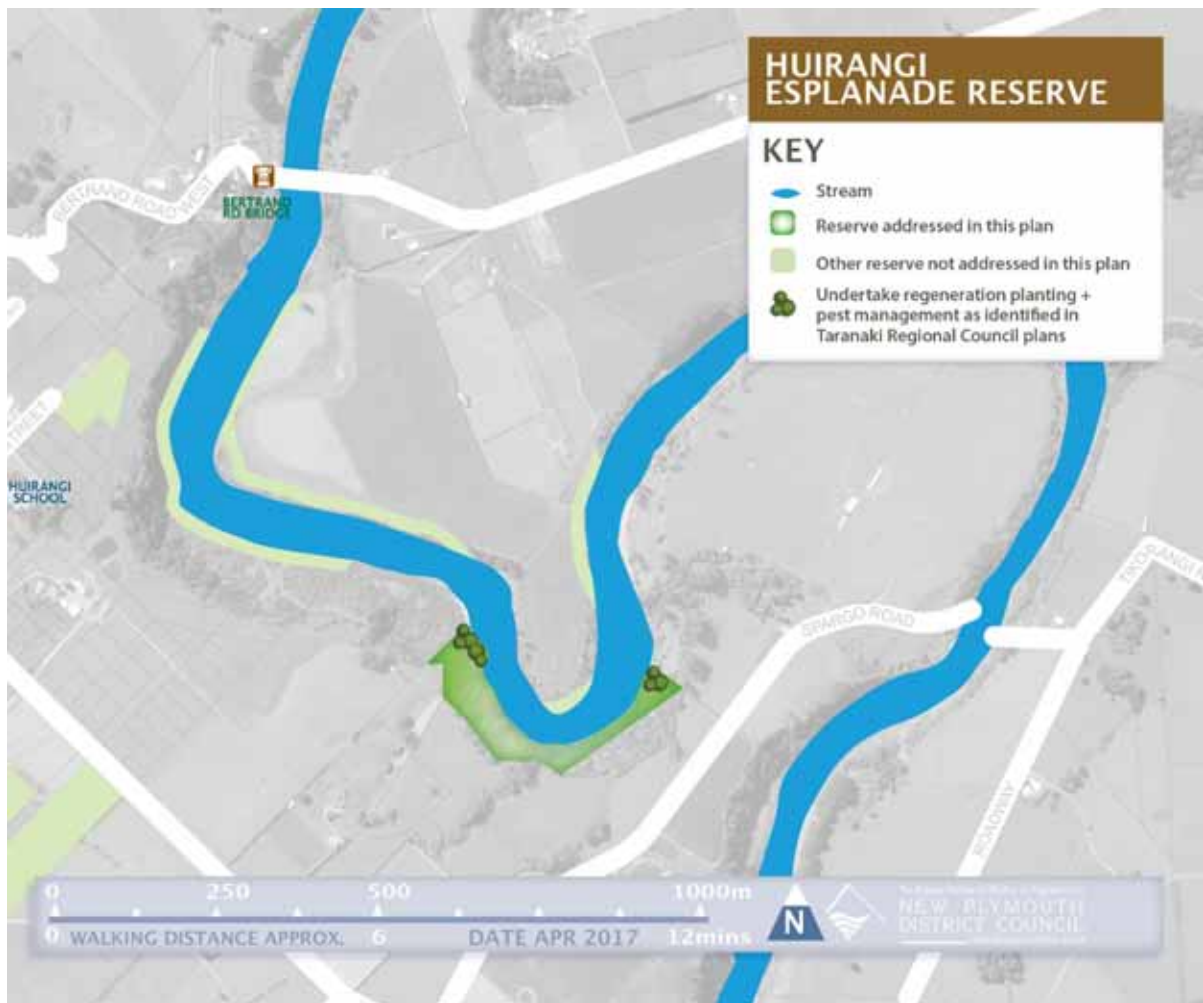 HUIRANGI
ESPLANADE RESERVE
KEY
Stream
Reserve addressed in this plan
Other reserve not addressed in this plan
Undertake regeneration planting +
pest management as identified in
Taranaki Regional Council plans
BERTRAND ROAD WEST
BERTRAND
RD BRIDGE
STREET
HUIRANGI
SCHOOL
SPARGO ROAD
ROADWAY
0 250 500 1000m
0 WALKING DISTANCE APPROX. 6 DATE APR 2017 12mins
N
NEW PLYMOUTH
DISTRICT COUNCIL